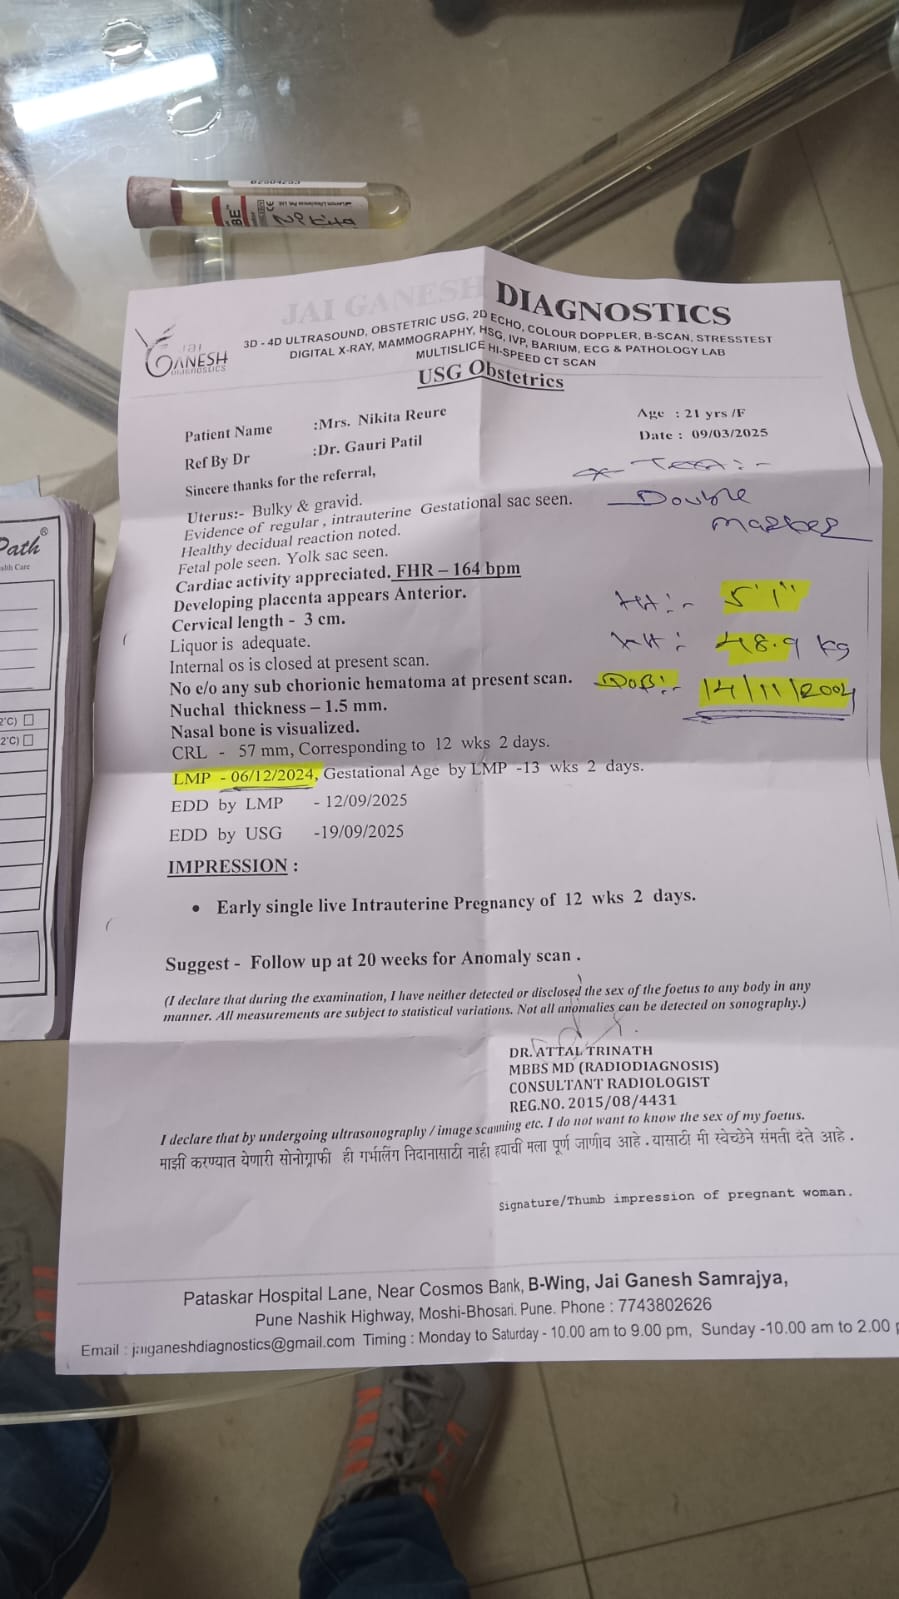 Nikita
Path®
JAI GANESH DIAGNOSTICS
3D - 4D ULTRASOUND, OBSTETRIC USG, 2D ECHO, COLOUR DOPPLER, B-SCAN, STRESSTEST
DIGITAL X-RAY, MAMMOGRAPHY, HSG, IVP, BARIUM, ECG & PATHOLOGY LAB
MULTISLICE HI-SPEED CT SCAN
JAI
GANESH
DIAGNOSTICS
USG Obstetrics
Patient Name :Mrs. Nikita Reure Age : 21 yrs /F
Ref By Dr :Dr. Gauri Patil Date : 09/03/2025
Sincere thanks for the referral,
Test :-
Double
marker
Uterus:- Bulky & gravid.
Evidence of regular , intrauterine Gestational sac seen.
Healthy decidual reaction noted.
Fetal pole seen. Yolk sac seen.
Cardiac activity appreciated. FHR – 164 bpm
Developing placenta appears Anterior.
Ht :- 5'1"
Cervical length - 3 cm.
Liquor is adequate.
Wt : 48.9 kg
Internal os is closed at present scan.
No e/o any sub chorionic hematoma at present scan.
DOB :- 14/11/2004
Nuchal thickness – 1.5 mm.
Nasal bone is visualized.
CRL - 57 mm, Corresponding to 12 wks 2 days.
LMP - 06/12/2024, Gestational Age by LMP -13 wks 2 days.
EDD by LMP - 12/09/2025
EDD by USG -19/09/2025
IMPRESSION :
• Early single live Intrauterine Pregnancy of 12 wks 2 days.
Suggest - Follow up at 20 weeks for Anomaly scan .
(I declare that during the examination, I have neither detected or disclosed the sex of the foetus to any body in any
manner. All measurements are subject to statistical variations. Not all anomalies can be detected on sonography.)
DR. ATTAL TRINATH
MBBS MD (RADIODIAGNOSIS)
CONSULTANT RADIOLOGIST
REG.NO. 2015/08/4431
I declare that by undergoing ultrasonography / image scanning etc. I do not want to know the sex of my foetus.
माझी करण्यात येणारी सोनोग्राफी ही गर्भालिंग निदानासाठी नाही हयाची मला पूर्ण जाणीव आहे . यासाठी मी स्वेच्छेने संमती देते आहे .
Signature/Thumb impression of pregnant woman.
Pataskar Hospital Lane, Near Cosmos Bank, B-Wing, Jai Ganesh Samrajya,
Pune Nashik Highway, Moshi-Bhosari. Pune. Phone : 7743802626
Email : jaiganeshdiagnostics@gmail.com Timing : Monday to Saturday - 10.00 am to 9.00 pm, Sunday -10.00 am to 2.00 p